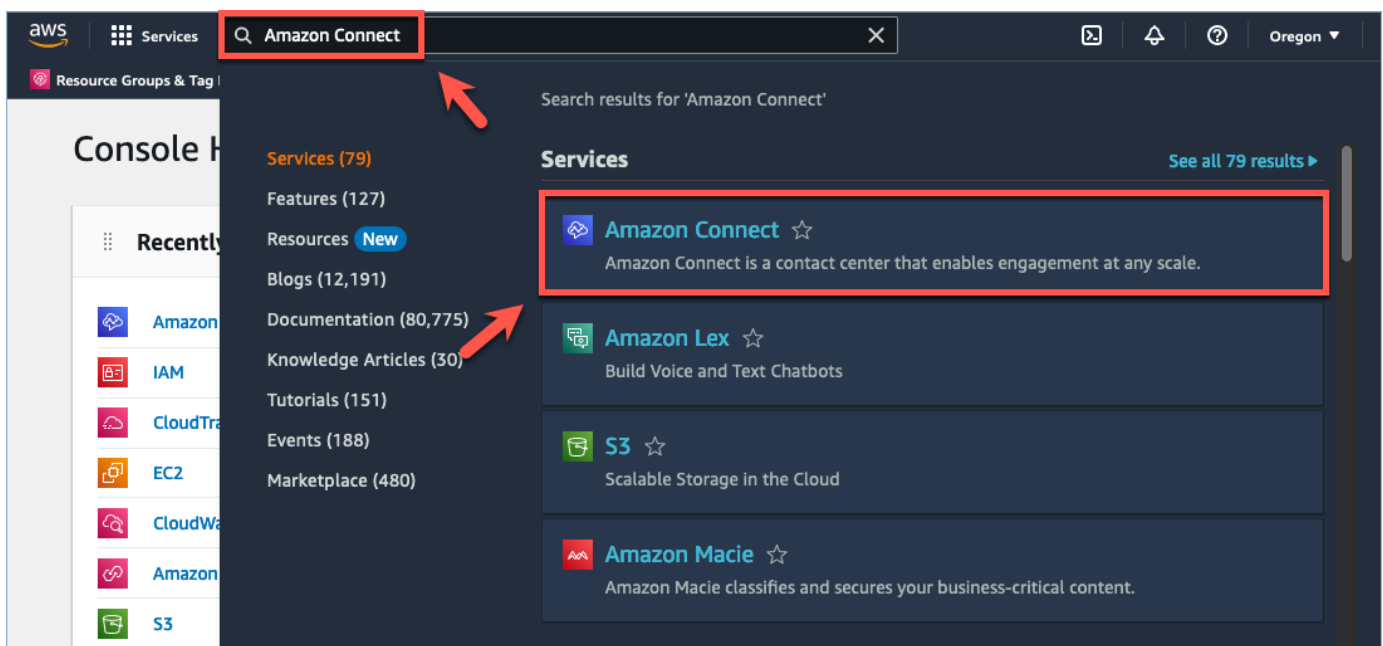 aws
Services
Amazon Connect
Oregon
Resource Groups & Tag
Search results for 'Amazon Connect'
Console H
Services (79)
Features (127)
Resources New
Blogs (12,191)
Documentation (80,775)
Knowledge Articles (30)
Tutorials (151)
Events (188)
Marketplace (480)
Services
See all 79 results
Amazon Connect
Amazon Connect is a contact center that enables engagement at any scale.
Amazon Lex
Build Voice and Text Chatbots
S3
Scalable Storage in the Cloud
Amazon Macie
Amazon Macie classifies and secures your business-critical content.
Recently
Amazon
IAM
CloudTra
EC2
CloudWa
Amazon
S3